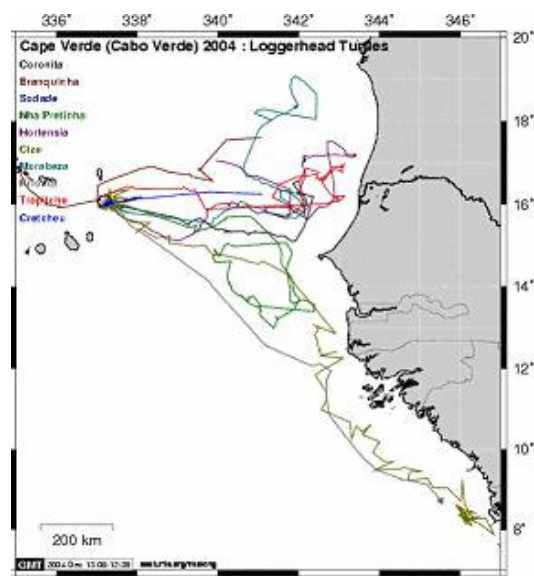 336° 338° 340° 342° 344° 346°
Cape Verde (Cabo Verde) 2004 : Loggerhead Turtles
20°
Coronita
Branquinha
Sodade
Nha Pretinha
Hortensia
Cize
Morabeza
Tropilche
Cretcheu
18°
16°
14°
12°
10°
8°
200 km
GMT